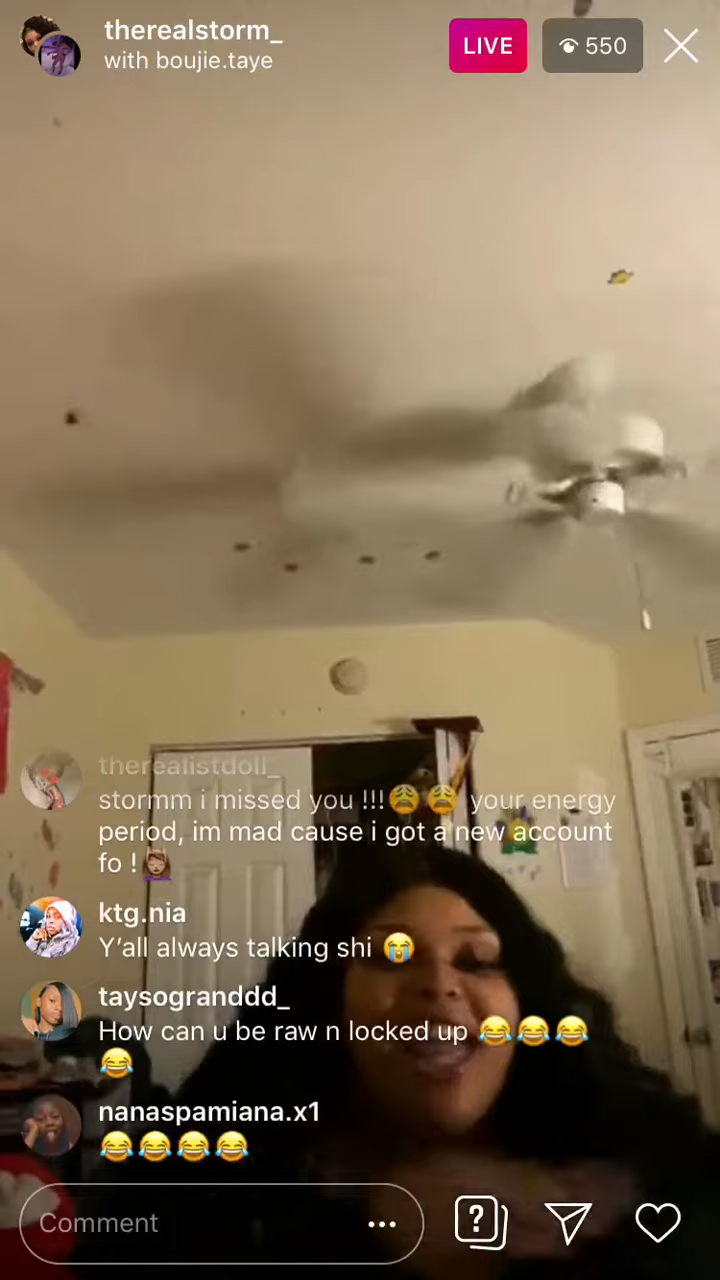 therealstorm_
with boujie.taye
LIVE
550
therealistdoll_
stormm i missed you !!!😩😩 your energy
period, im mad cause i got a new account
fo ! 💆🏽‍♀️
ktg.nia
Y’all always talking shi 😭
taysogranddd_
How can u be raw n locked up 😂😂😂
😂
nanaspamiana.x1
😂😂😂😂
Comment